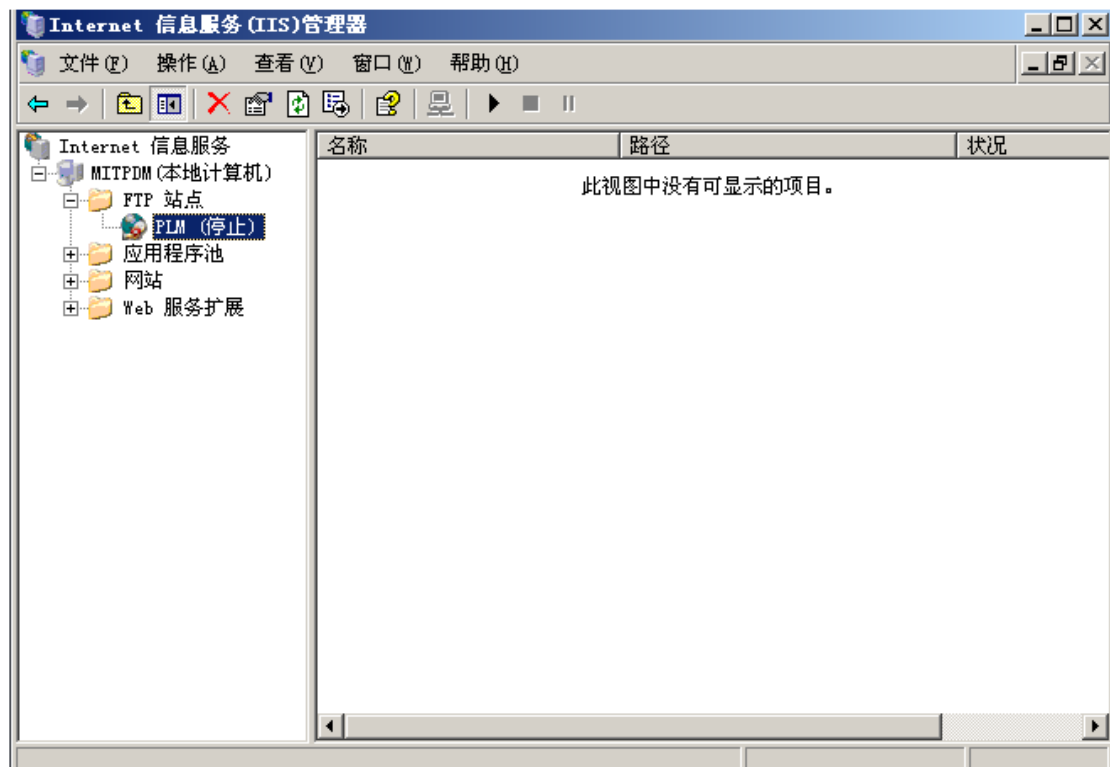 Internet 信息服务(IIS)管理器
文件(F) 操作(A) 查看(V) 窗口(W) 帮助(H)
Internet 信息服务
名称 路径 状况
MITPDM(本地计算机)
此视图中没有可显示的项目。
FTP 站点
PLM (停止)
应用程序池
网站
Web 服务扩展